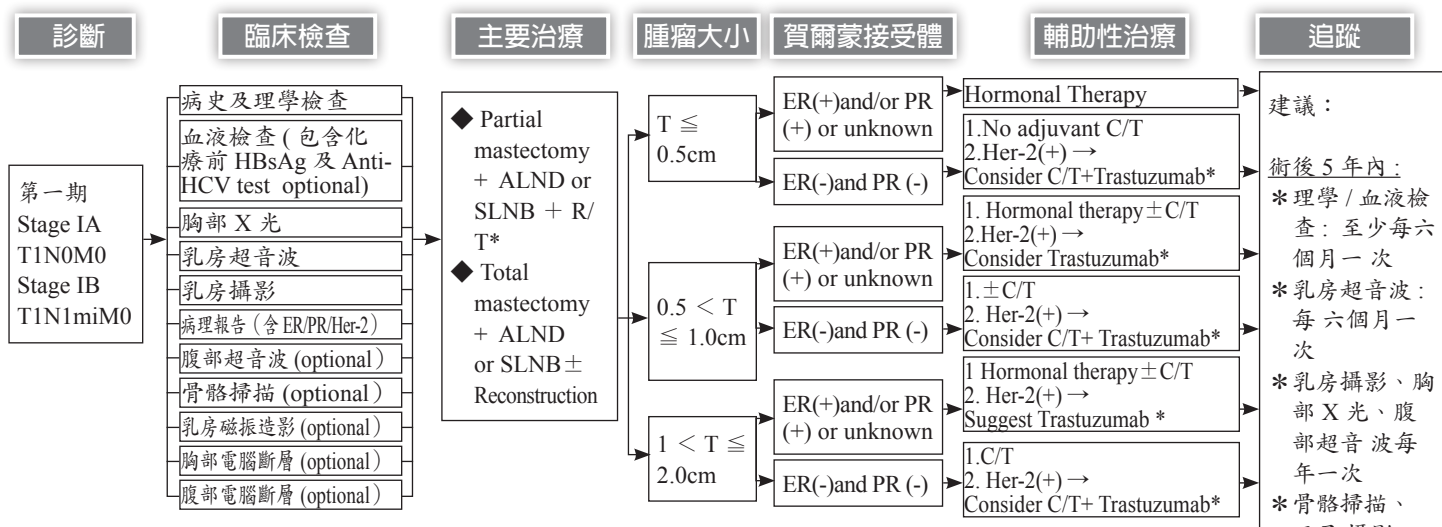 診斷
臨床檢查
主要治療
腫瘤大小
賀爾蒙接受體
輔助性治療
追蹤
第一期
Stage IA
T1N0M0
Stage IB
T1N1miM0
病史及理學檢查
血液檢查 ( 包含化
療前 HBsAg 及 Anti-
HCV test optional)
胸部 X 光
乳房超音波
乳房攝影
病理報告（含 ER/PR/Her-2）
腹部超音波 (optional）
骨骼掃描 (optional）
乳房磁振造影 (optional）
胸部電腦斷層 (optional）
腹部電腦斷層 (optional）
◆ Partial
mastectomy
+ ALND or
SLNB + R/
T*
◆ Total
mastectomy
+ ALND
or SLNB±
Reconstruction
T ≦
0.5cm
0.5 < T
≦ 1.0cm
1 < T ≦
2.0cm
ER(+)and/or PR
(+) or unknown
ER(-)and PR (-)
ER(+)and/or PR
(+) or unknown
ER(-)and PR (-)
ER(+)and/or PR
(+) or unknown
ER(-)and PR (-)
Hormonal Therapy
1.No adjuvant C/T
2.Her-2(+) →
Consider C/T+Trastuzumab*
1. Hormonal therapy±C/T
2.Her-2(+) →
Consider Trastuzumab*
1.±C/T
2. Her-2(+) →
Consider C/T+ Trastuzumab*
1 Hormonal therapy±C/T
2. Her-2(+) →
Suggest Trastuzumab *
1.C/T
2. Her-2(+) →
Consider C/T+ Trastuzumab*
建議：
術後 5 年內 :
＊理學 / 血液檢
查 : 至少每六
個月一 次
＊乳房超音波 :
每 六個月一
次
＊乳房攝影、胸
部 X 光、腹
部超音 波每
年一次
＊骨骼掃描、